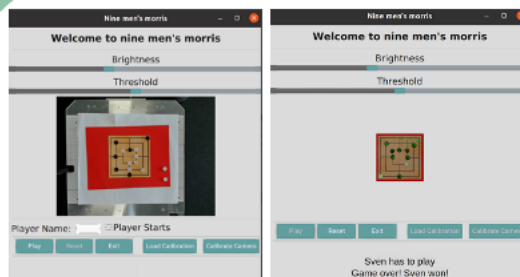 Nine men's morris
Welcome to nine men's morris
Brightness
Threshold
Player Name:
Player Starts
Play Reset Exit Load Calibration Calibrate Camera
Nine men's morris
Welcome to nine men's morris
Brightness
Threshold
Play Reset Exit Load Calibration Calibrate Camera
Sven has to play
Game over! Sven won!